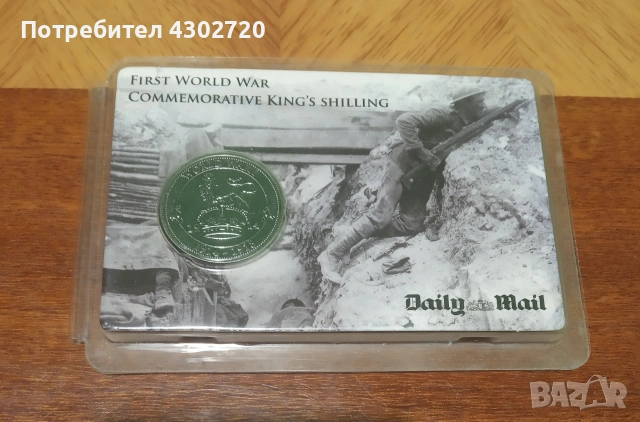 Потребител 4302720
First World War
Commemorative King's shilling
Daily Mail
BAZAR